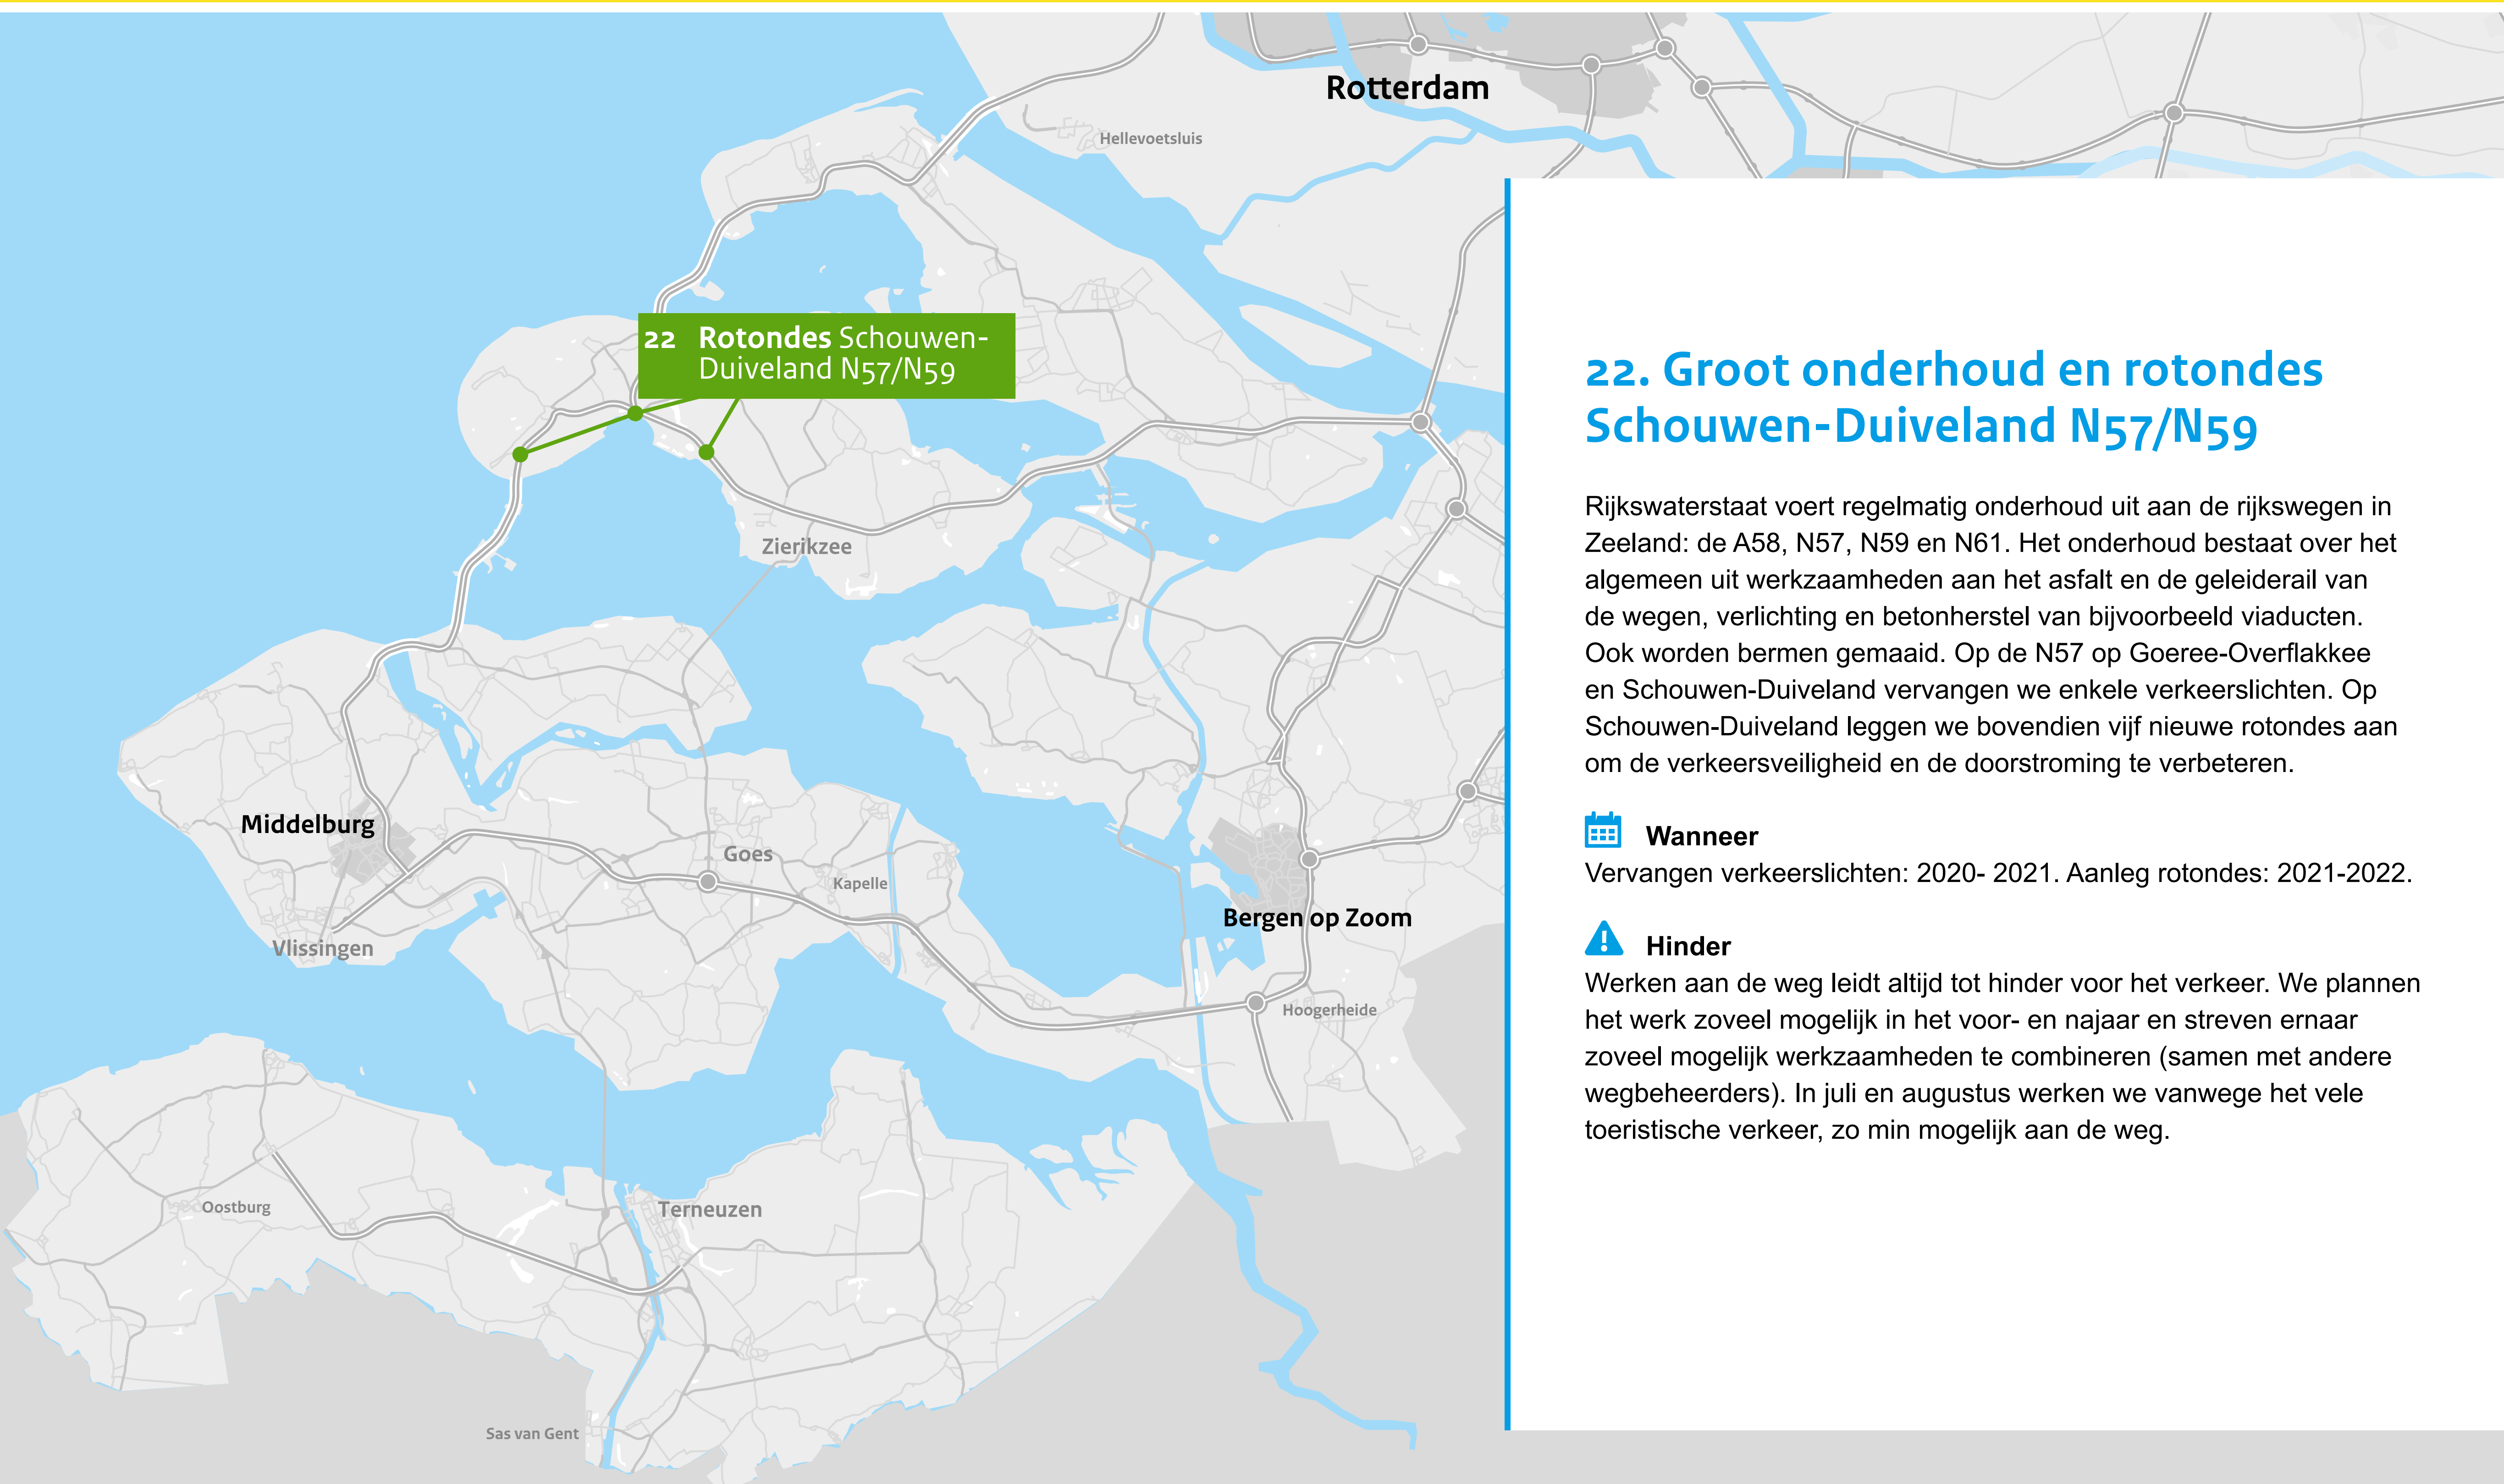 Rotterdam
Hellevoetsluis
22 Rotondes Schouwen-
Duiveland N57/N59
Zierikzee
Middelburg
Goes
Kapelle
Vlissingen
Bergen op Zoom
Hoogerheide
Oostburg
Terneuzen
Sas van Gent
22. Groot onderhoud en rotondes
Schouwen-Duiveland N57/N59
Rijkswaterstaat voert regelmatig onderhoud uit aan de rijkswegen in
Zeeland: de A58, N57, N59 en N61. Het onderhoud bestaat over het
algemeen uit werkzaamheden aan het asfalt en de geleiderail van
de wegen, verlichting en betonherstel van bijvoorbeeld viaducten.
Ook worden bermen gemaaid. Op de N57 op Goeree-Overflakkee
en Schouwen-Duiveland vervangen we enkele verkeerslichten. Op
Schouwen-Duiveland leggen we bovendien vijf nieuwe rotondes aan
om de verkeersveiligheid en de doorstroming te verbeteren.
Wanneer
Vervangen verkeerslichten: 2020- 2021. Aanleg rotondes: 2021-2022.
Hinder
Werken aan de weg leidt altijd tot hinder voor het verkeer. We plannen
het werk zoveel mogelijk in het voor- en najaar en streven ernaar
zoveel mogelijk werkzaamheden te combineren (samen met andere
wegbeheerders). In juli en augustus werken we vanwege het vele
toeristische verkeer, zo min mogelijk aan de weg.